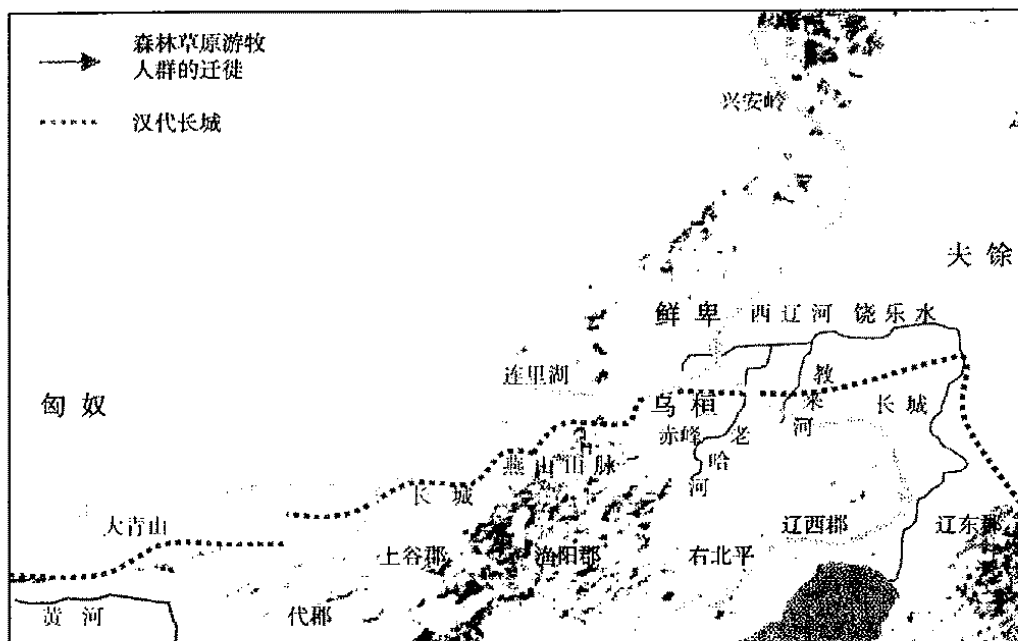 森林草原游牧
人群的迁徙
汉代长城
兴安岭
夫馀
鲜卑
西辽河
饶乐水
连里湖
匈奴
乌桓
教来河
长城
赤峰
老哈河
燕山山脉
长城
大青山
上谷郡
渔阳郡
右北平
辽西郡
辽东郡
黄河
代郡